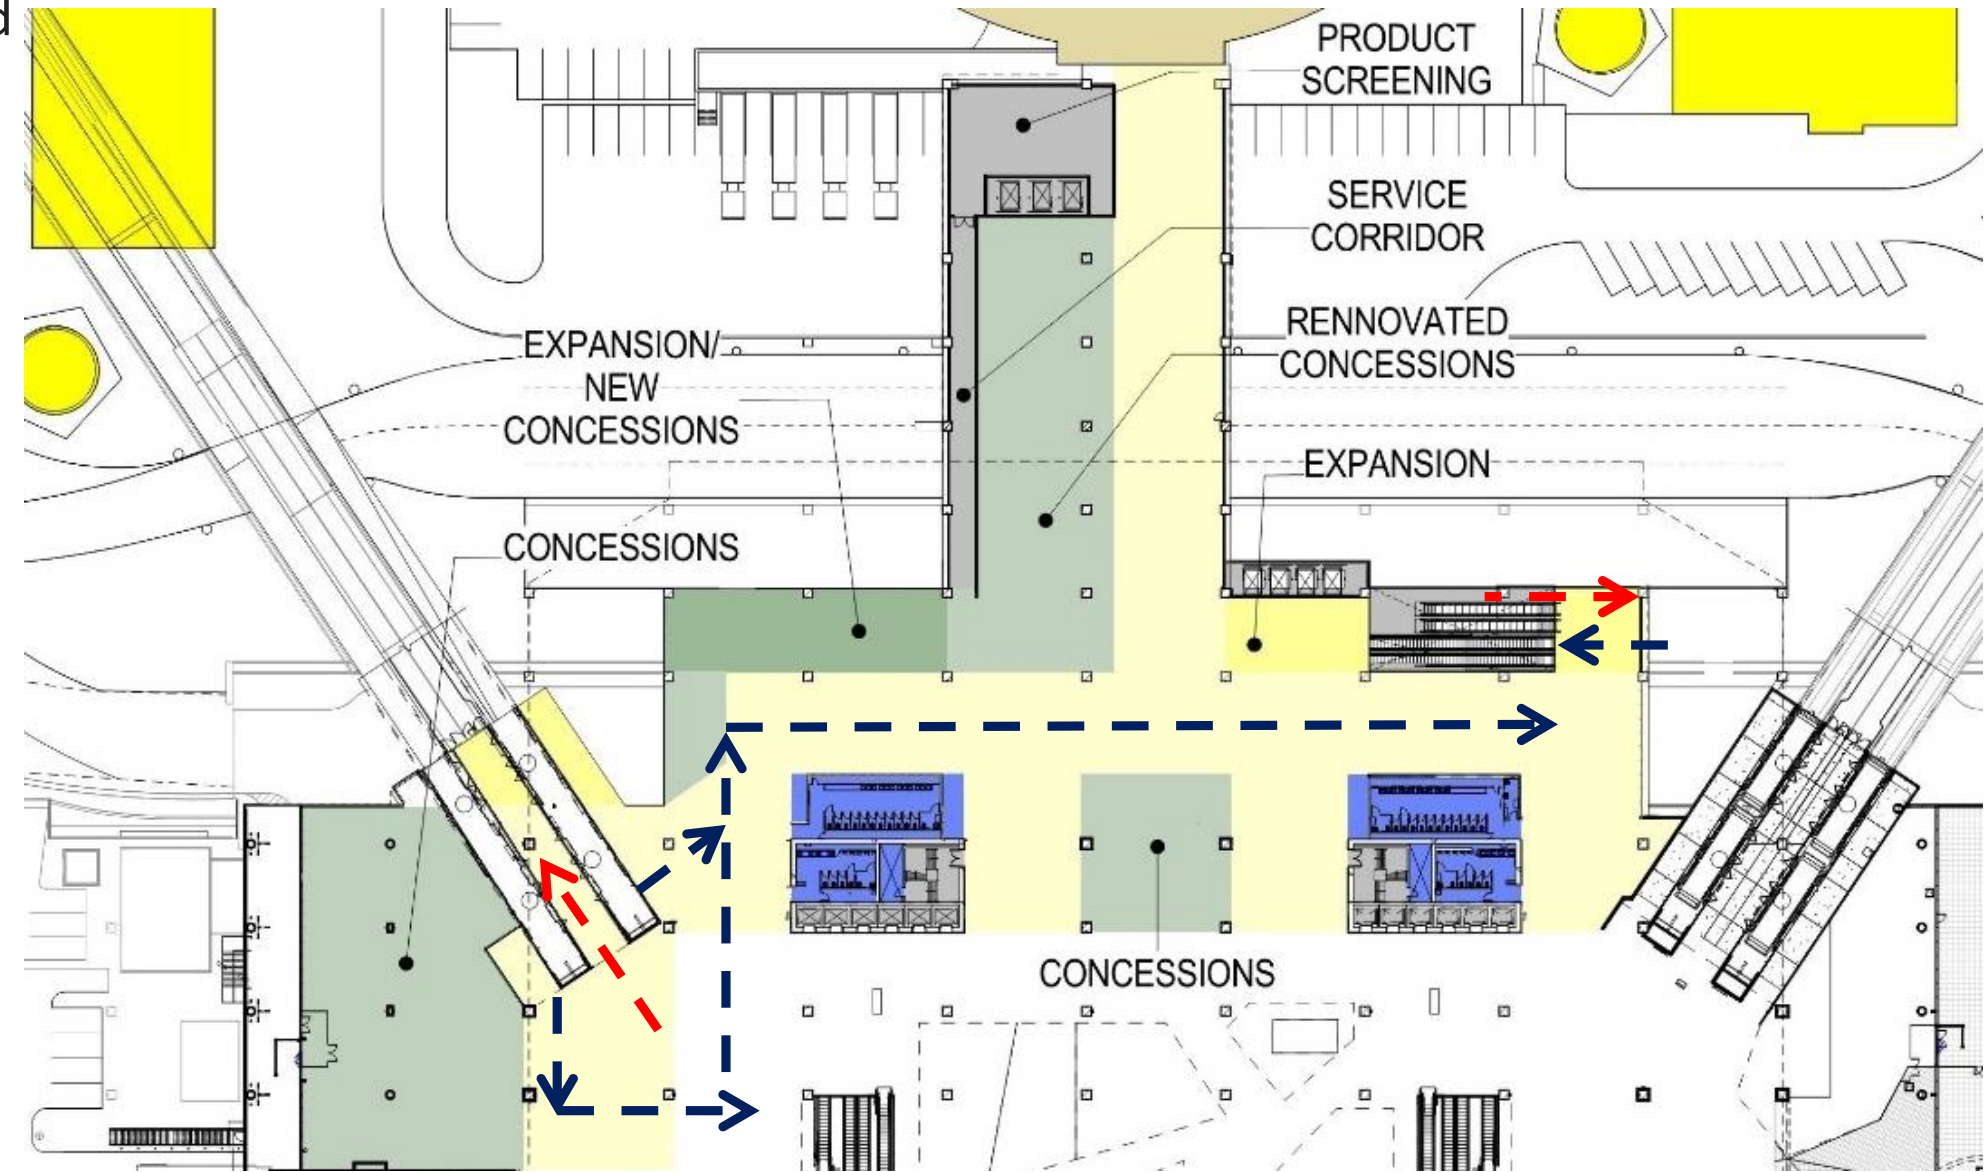 d
PRODUCT
SCREENING
SERVICE
CORRIDOR
RENNOVATED
CONCESSIONS
EXPANSION/
NEW
CONCESSIONS
EXPANSION
CONCESSIONS
CONCESSIONS